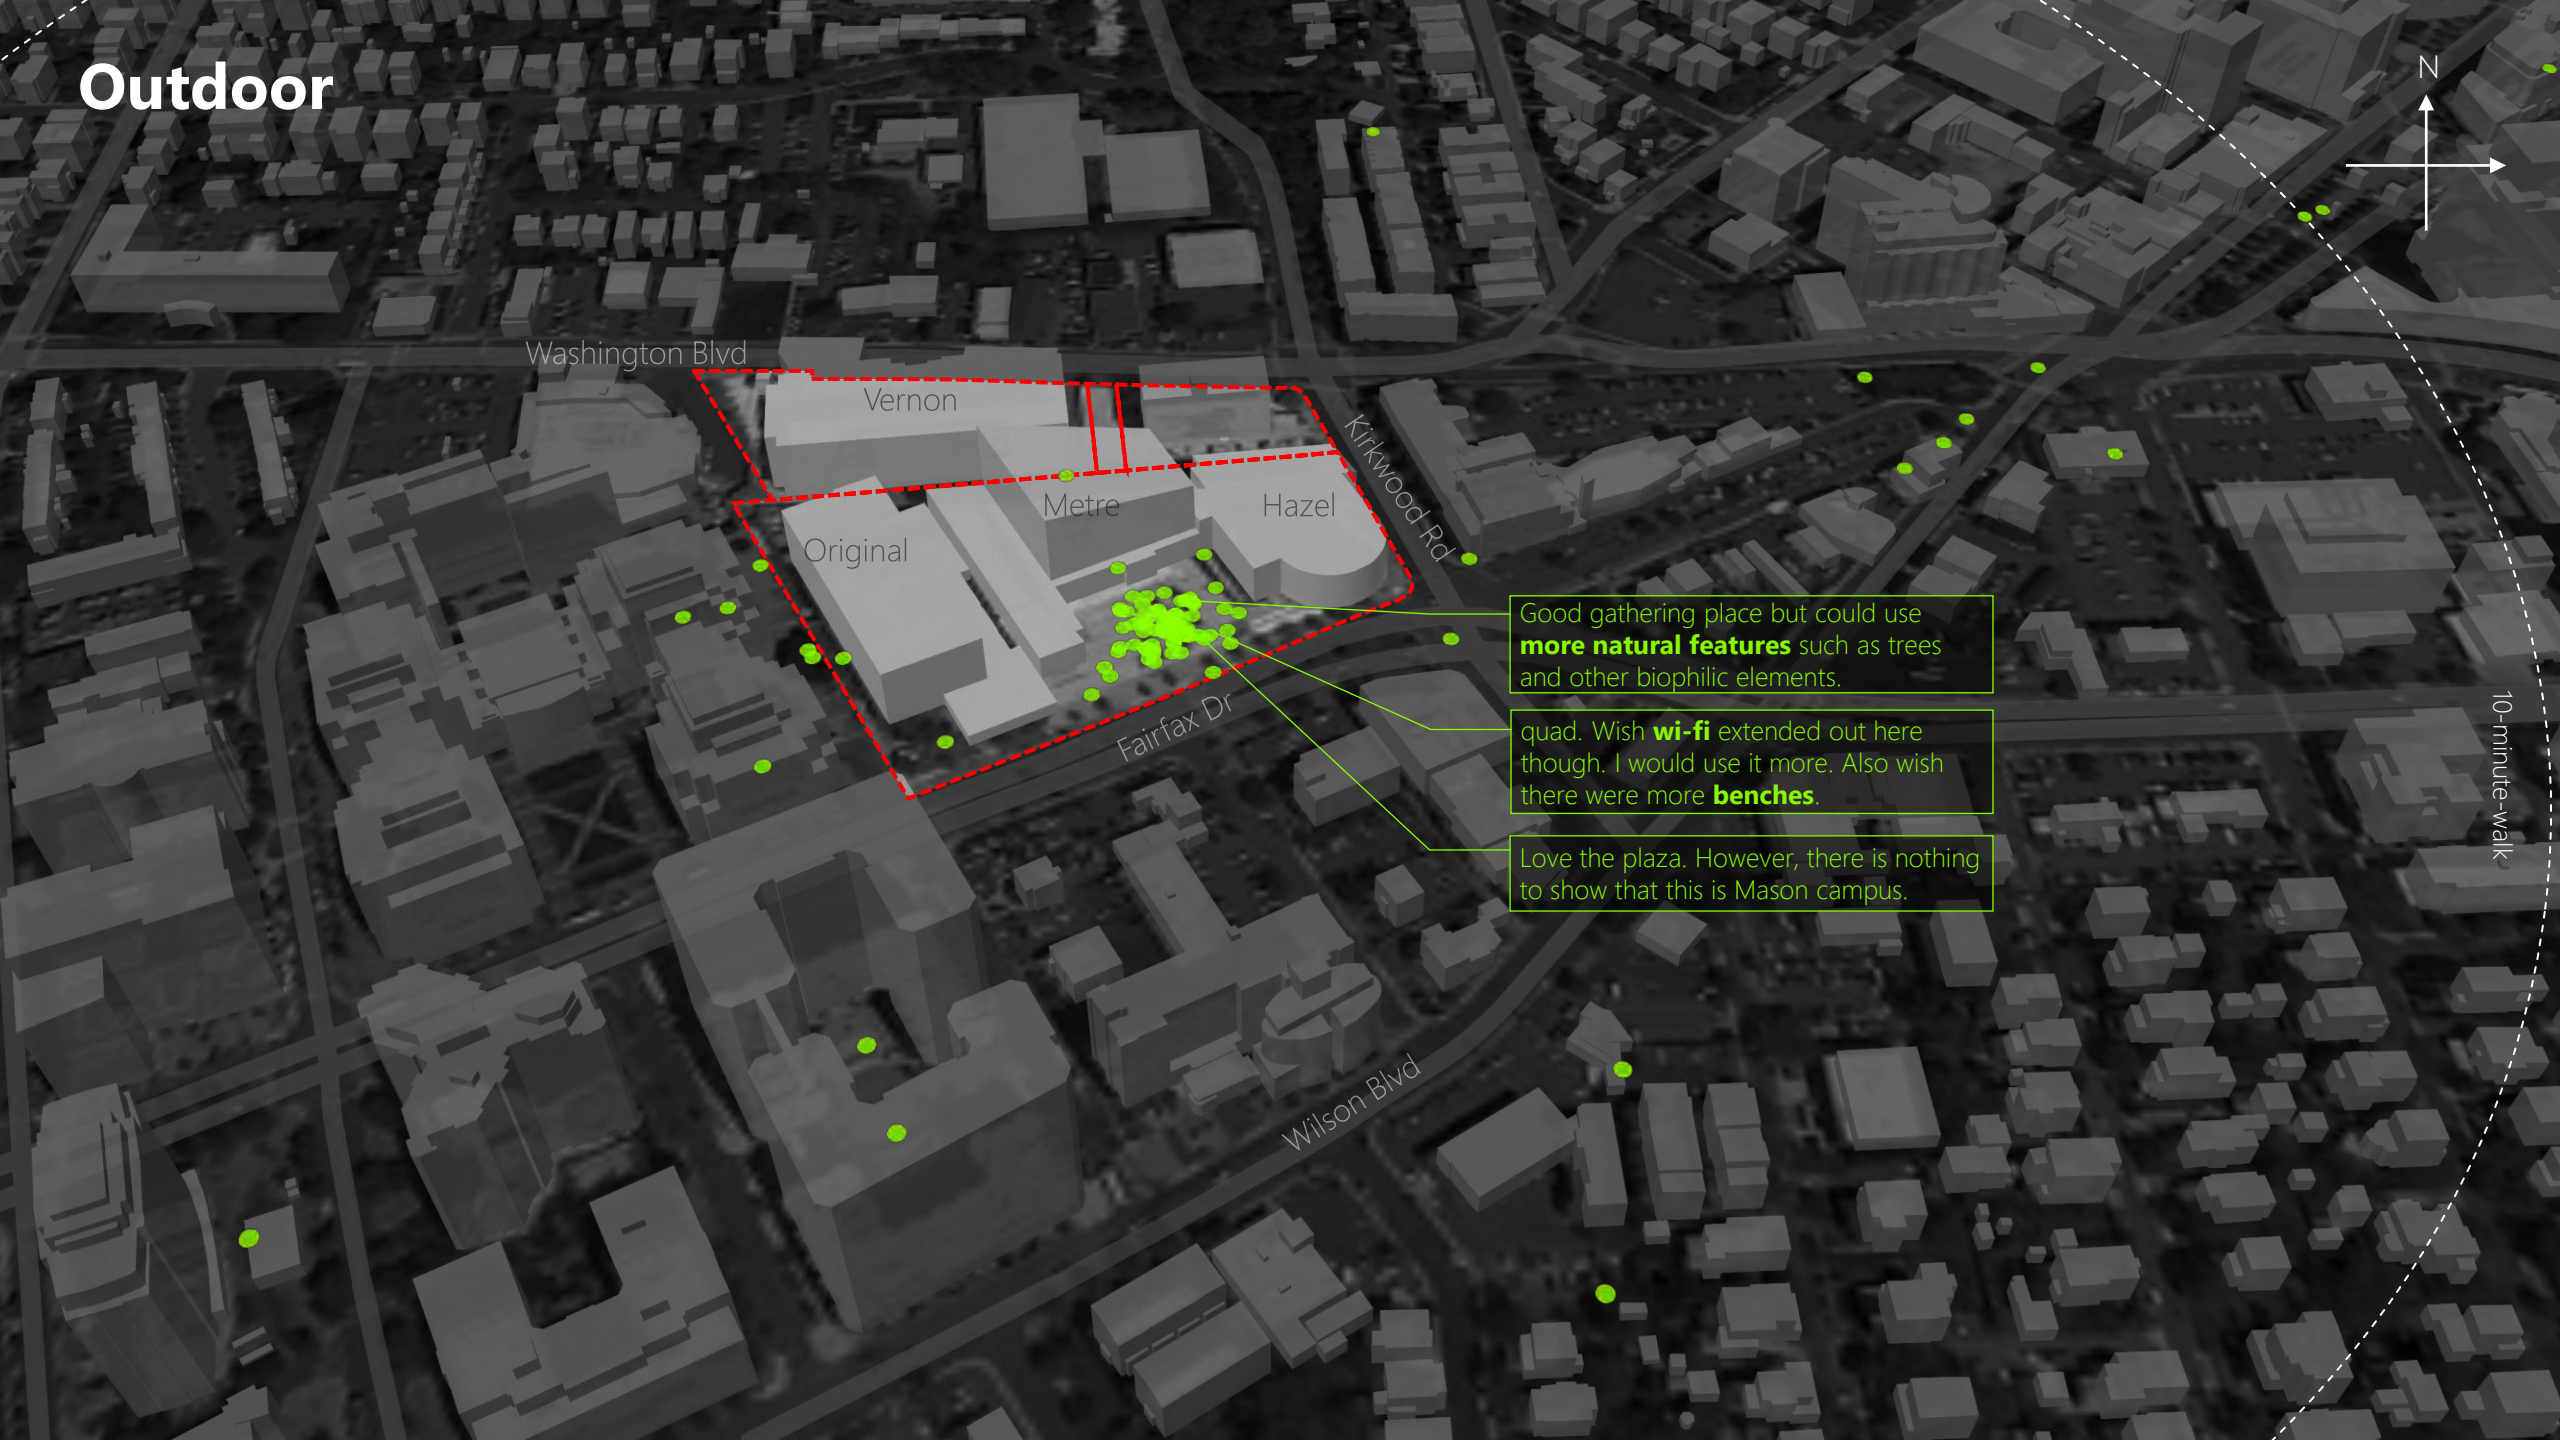 Outdoor
N
Washington Blvd
Vernon
Kirkwood Rd
Metre
Hazel
Original
Good gathering place but could use
more natural features such as trees
and other biophilic elements.
Fairfax Dr
quad. Wish wi-fi extended out here
though. I would use it more. Also wish
there were more benches.
10-minute-walk
Love the plaza. However, there is nothing
to show that this is Mason campus.
Wilson Blvd